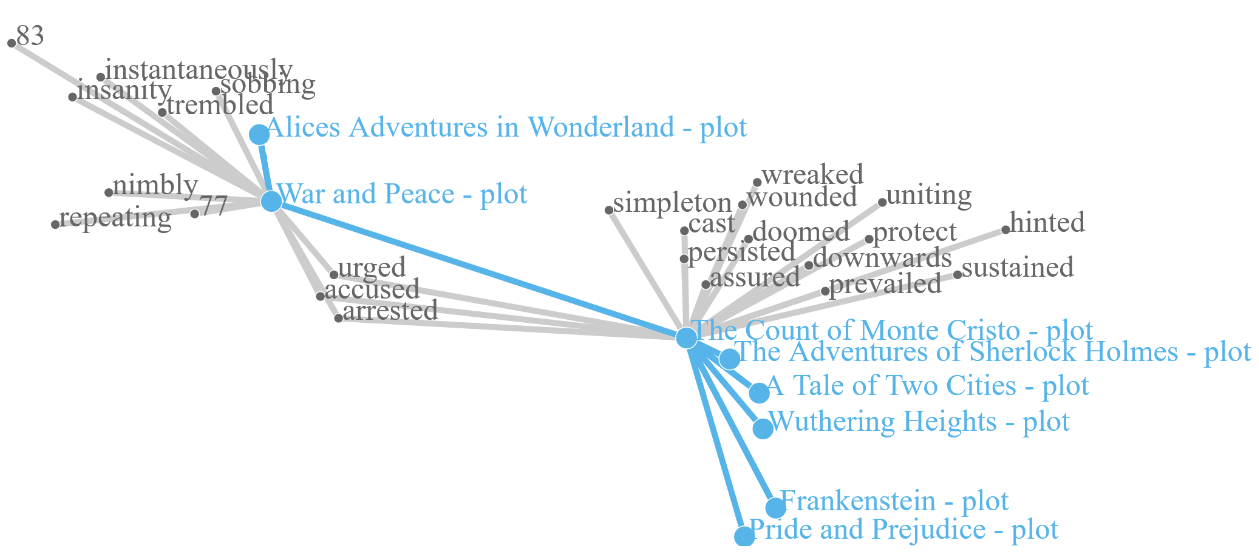 83
instantaneously
sobbing
insanity
trembled
Alices Adventures in Wonderland - plot
wreaked
nimbly
War and Peace - plot
wounded
uniting
simpleton
77
repeating
cast
hinted
doomed
protect
persisted
downwards
urged
assured
sustained
prevailed
accused
arrested
The Count of Monte Cristo - plot
The Adventures of Sherlock Holmes - plot
A Tale of Two Cities - plot
Wuthering Heights - plot
Frankenstein - plot
Pride and Prejudice - plot